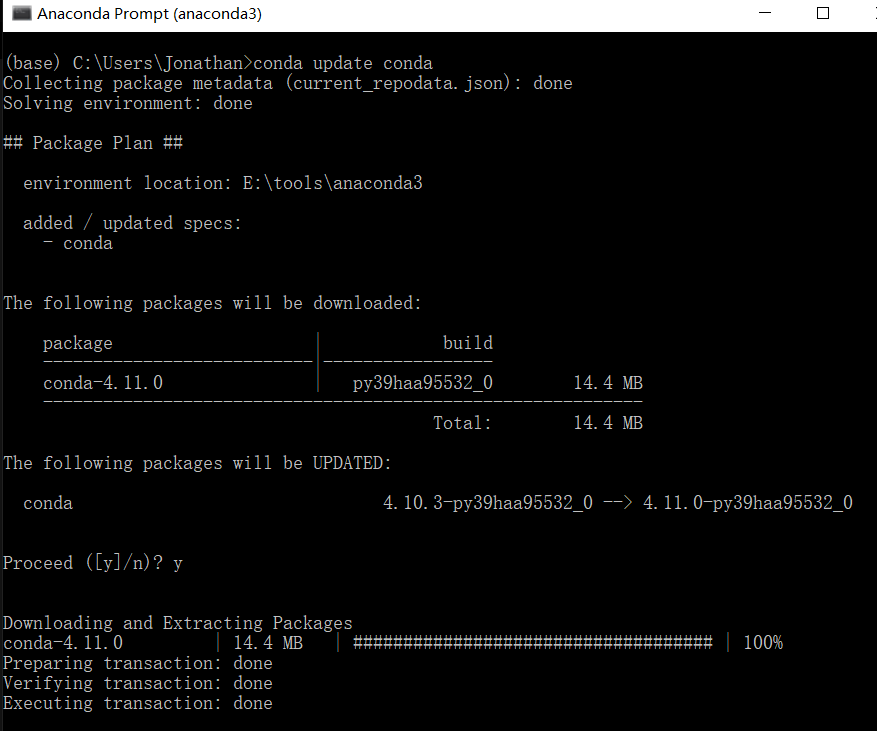 Anaconda Prompt (anaconda3)
(base) C:\Users\Jonathan>conda update conda
Collecting package metadata (current_repodata.json): done
Solving environment: done
## Package Plan ##
environment location: E:\tools\anaconda3
added / updated specs:
- conda
The following packages will be downloaded:
package | build
---------------------------|-----------------
conda-4.11.0 | py39haa95532_0 14.4 MB
------------------------------------------------------------
Total: 14.4 MB
The following packages will be UPDATED:
conda 4.10.3-py39haa95532_0 --> 4.11.0-py39haa95532_0
Proceed ([y]/n)? y
Downloading and Extracting Packages
conda-4.11.0 | 14.4 MB | #################################### | 100%
Preparing transaction: done
Verifying transaction: done
Executing transaction: done